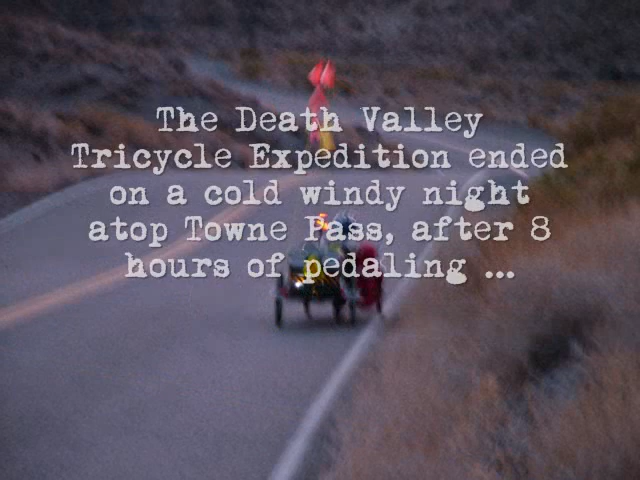 The Death Valley
Tricycle Expedition ended
on a cold windy night
atop Towne Pass, after 8
hours of pedaling ...